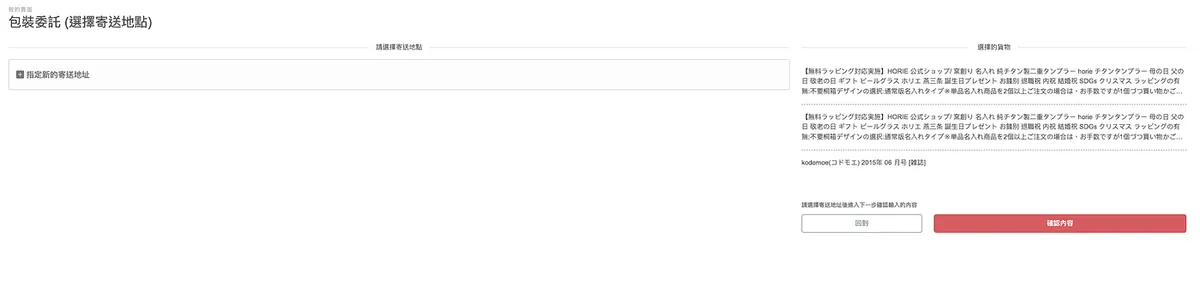 我的頁面
包裝委託 (選擇寄送地點)
請選擇寄送地點
指定新的寄送地址
選擇的貨物
【無料ラッピング対応実施】HORIE 公式ショップ/ 窯創り 名入れ 純チタン製二重タンブラー horie チタンタンブラー 母の日 父の
日 敬老の日 ギフト ビールグラス ホリエ 燕三条 誕生日プレゼント お餞別 退職祝 内祝 結婚祝 SDGs クリスマス ラッピングの有
無:不要桐箱デザインの選択:通常版名入れタイプ※単品名入れ商品を2個以上ご注文の場合は、お手数ですが1個づつ買い物かご...
【無料ラッピング対応実施】HORIE 公式ショップ/ 窯創り 名入れ 純チタン製二重タンブラー horie チタンタンブラー 母の日 父の
日 敬老の日 ギフト ビールグラス ホリエ 燕三条 誕生日プレゼント お餞別 退職祝 内祝 結婚祝 SDGs クリスマス ラッピングの有
無:不要桐箱デザインの選択:通常版名入れタイプ※単品名入れ商品を2個以上ご注文の場合は、お手数ですが1個づつ買い物かご...
kodomoe(コドモエ) 2015年 06 月号 [雑誌]
請選擇寄送地址後進入下一步確認輸入的內容
回到
確認內容